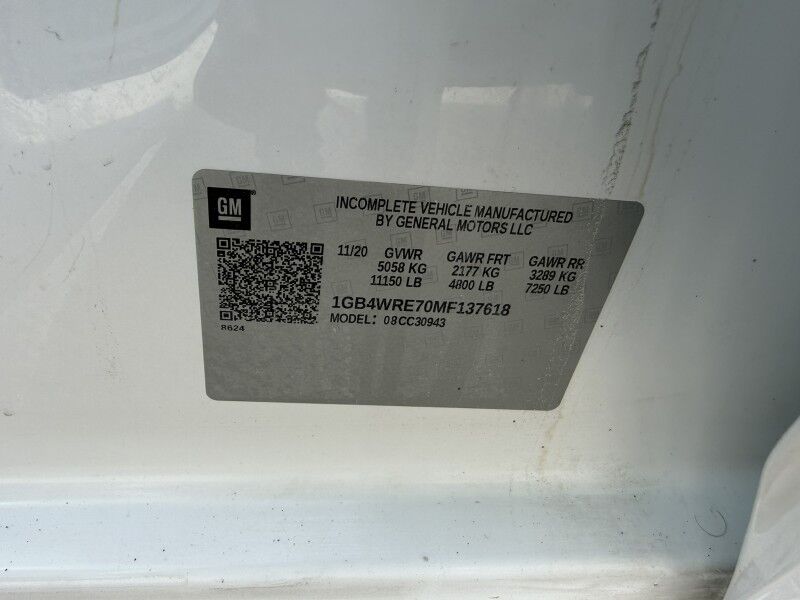 GM
INCOMPLETE VEHICLE MANUFACTURED
BY GENERAL MOTORS LLC
11/20 GVWR GAWR FRT GAWR RR
5058 KG 2177 KG 3289 KG
11150 LB 4800 LB 7250 LB
1GB4WRE70MF137618
MODEL: 08CC30943
8624